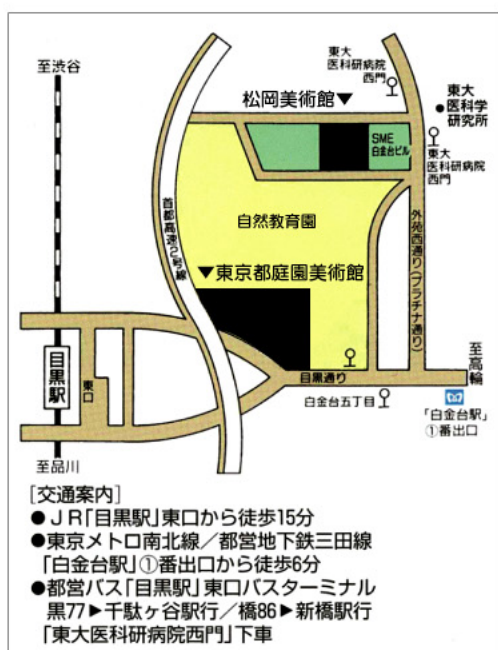 至渋谷
東大
医科研病院
西門
松岡美術館▼
東大
●医科学
研究所
SME
白金台ビル
東大
医科研病院
西門
首都高速2号線
自然教育園
外苑西通り(プラチナ通り)
▼東京都庭園美術館
目黒駅
東口
目黒通り
至高輪
白金台五丁目
「白金台駅」
①番出口
至品川
[交通案内]
●JR「目黒駅」東口から徒歩15分
●東京メトロ南北線/都営地下鉄三田線
「白金台駅」①番出口から徒歩6分
●都営バス「目黒駅」東口バスターミナル
黒77▶千駄ヶ谷駅行/橋86▶新橋駅行
「東大医科研病院西門」下車